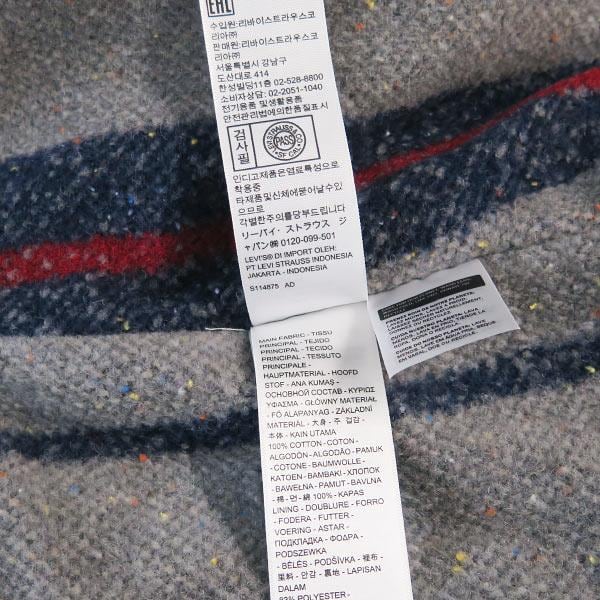 EAC
수입원:리바이스트라우스코
리아㈜
판매원:리바이스트라우스코
리아㈜
서울특별시 강남구
도산대로 414
한성빌딩11층 02-528-8800
소비자상담: 02-2051-1040
전기용품 및생활용품
안전관리법에의한품질표시
검사필
LEVI STRAUSS & CO
PASS
SF CAL
인디고제품은염료특성으로
착용중
타제품및신체에묻어날수있
으므로
각별한주의를당부드립니다
リーバイ・ストラウス ジ
ャパン㈱ 0120-099-501
LEVI'S® DI IMPORT OLEH:
PT LEVI STRAUSS INDONESIA
JAKARTA - INDONESIA
S114875 AD
MAIN FABRIC - TISSU
PRINCIPAL - TEJIDO
PRINCIPAL - TECIDO
PRINCIPAL - TESSUTO
PRINCIPALE -
HAUPTMATERIAL - HOOFD
STOF - ANA KUMAŞ -
ОСНОВНОЙ СОСТАВ - ΚΥΡΙΩΣ
ΥΦΑΣΜΑ - GŁÓWNY MATERIAŁ
- FŐ ALAPANYAG - ZÁKLADNÍ
MATERIÁL - 大身 - 주 겉감 -
本体 - KAIN UTAMA
100% COTTON - COTON -
ALGODÓN - ALGODÃO - PAMUK
- COTONE - BAUMWOLLE -
KATOEN - BAMBAKI - ХЛОПОК
- BAWEŁNA - PAMUT - BAVLNA
- 棉 - 면 - 綿 100% - KAPAS
LINING - DOUBLURE - FORRO
- FODERA - FUTTER -
VOERING - ASTAR -
ПОДКЛАДКА - ΦΟΔΡΑ -
PODSZEWKA
- BÉLÉS - PODŠÍVKA - 裡布 -
里料 - 안감 - 裏地 - LAPISAN
DALAM
83% POLYESTER -